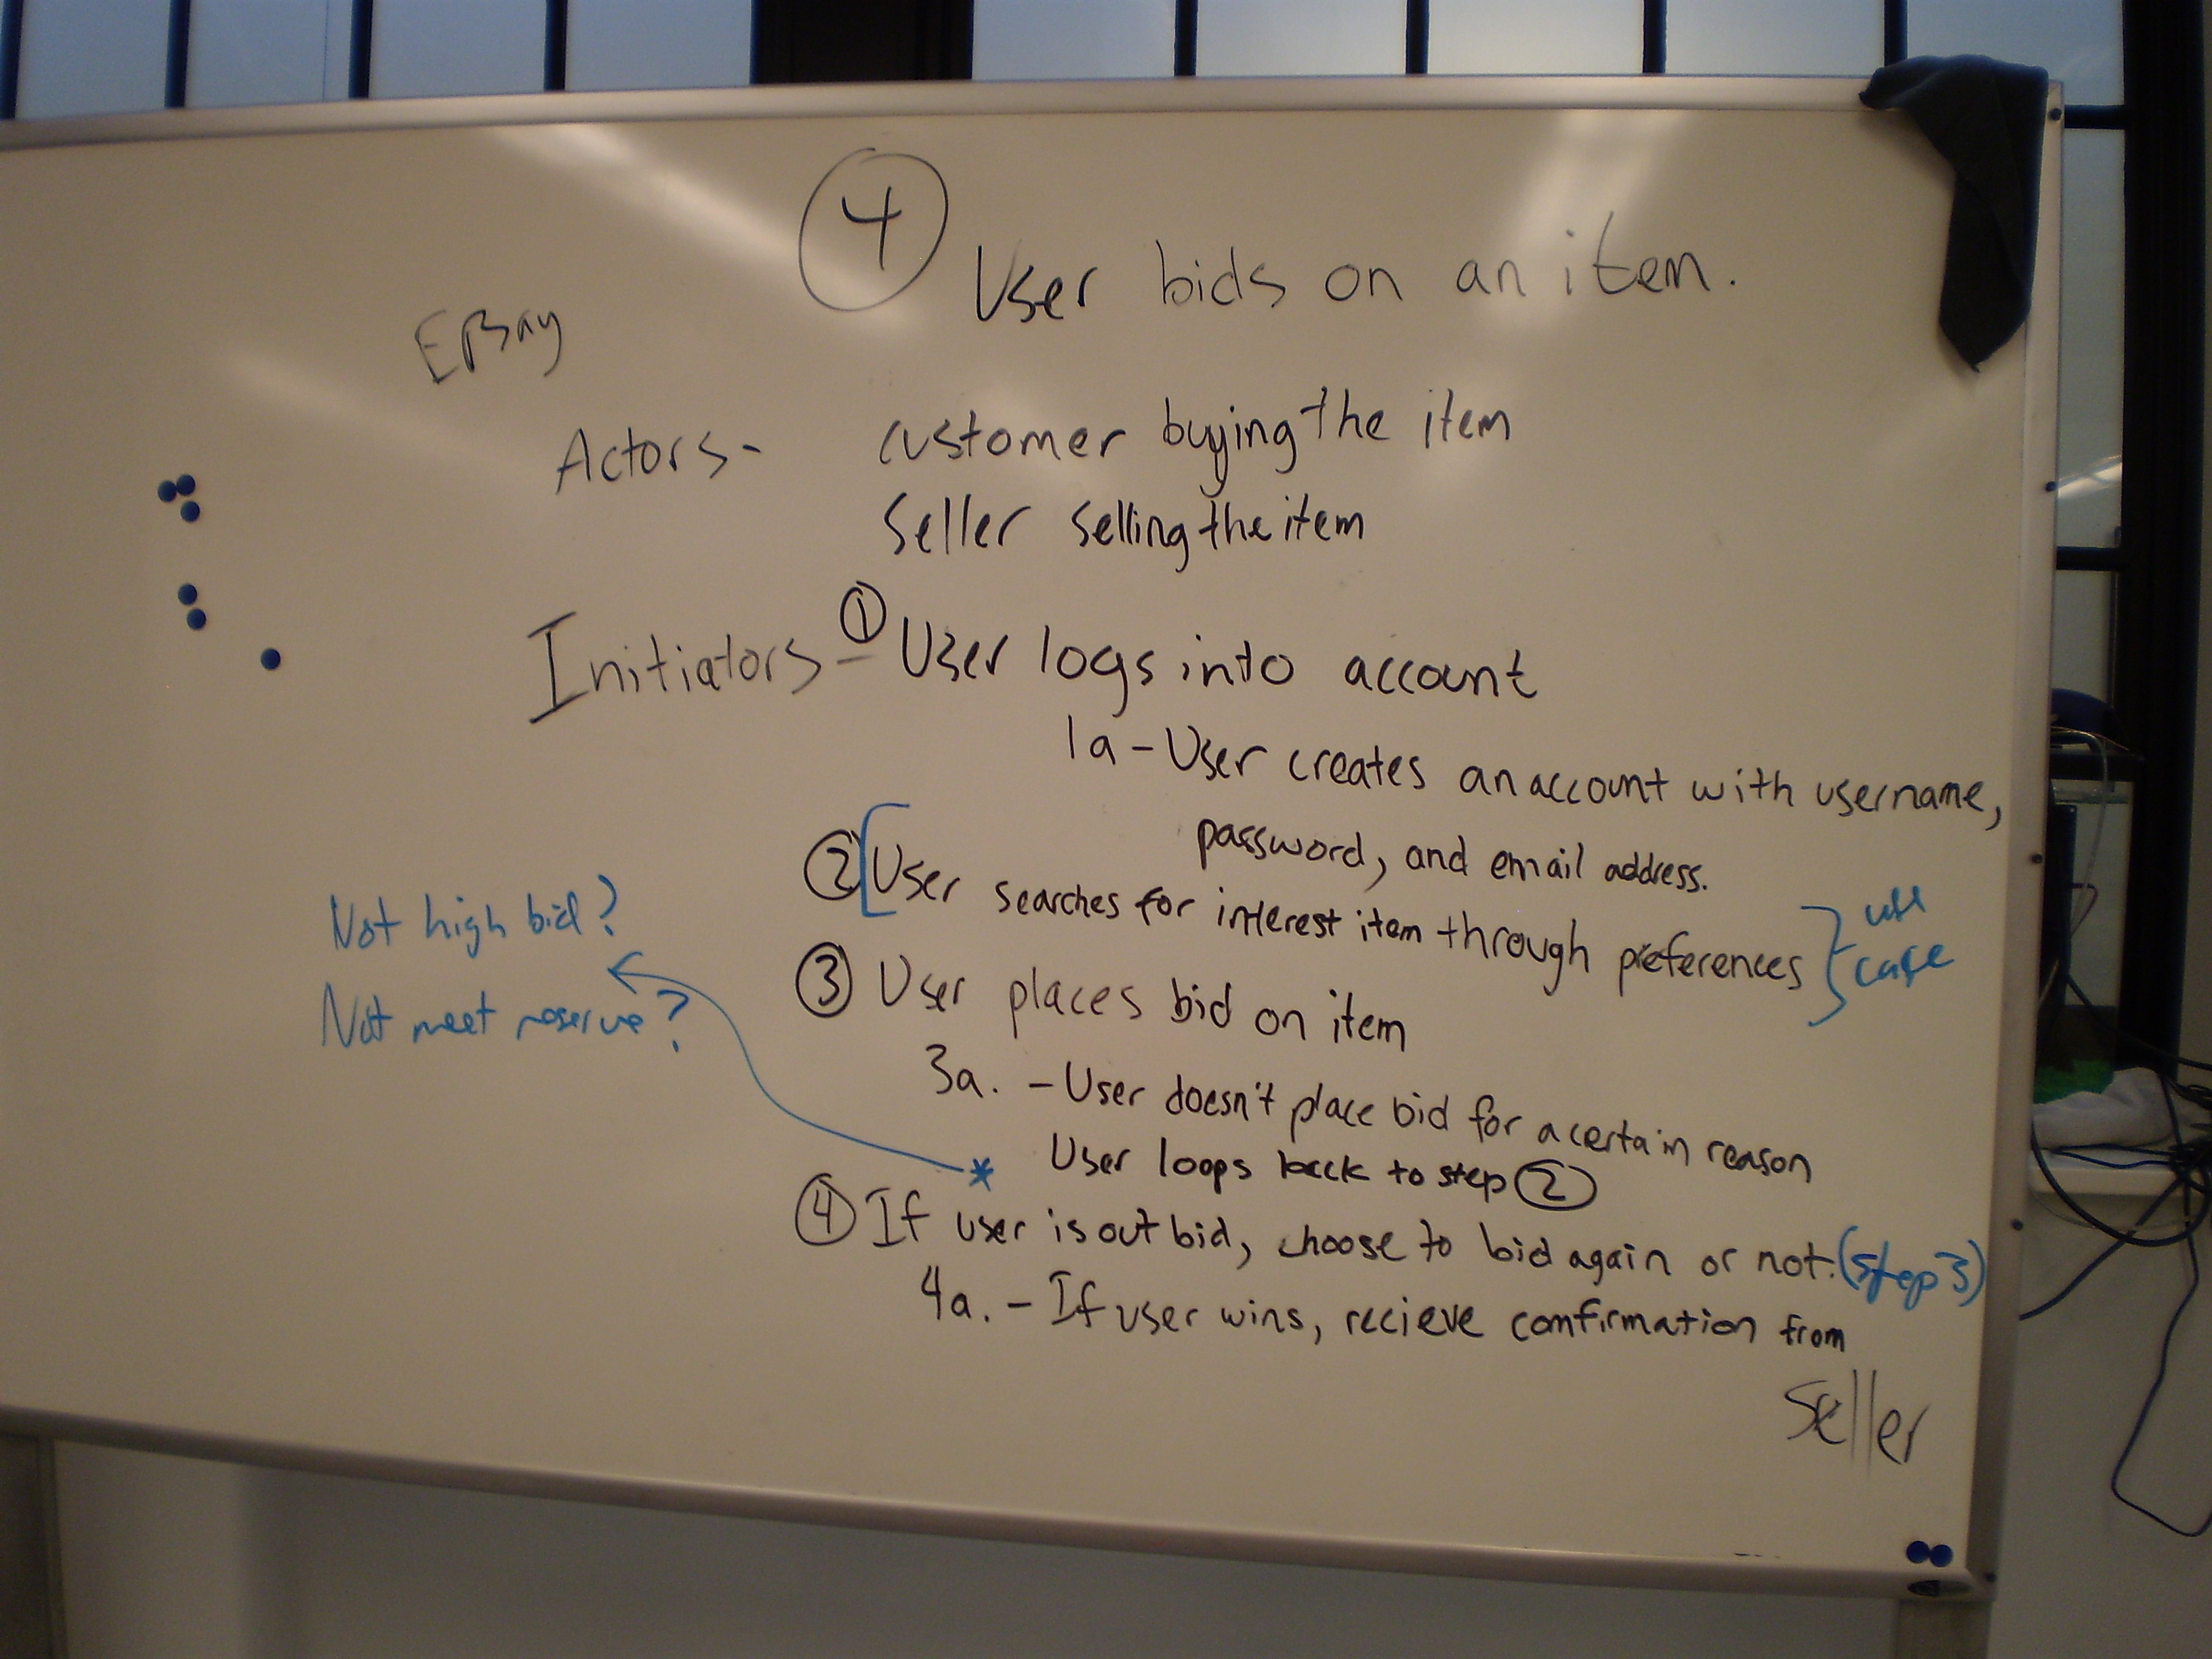 4 User bids on an item.
EBay
Actors- customer buying the item
Seller selling the item
Initiators - ① User logs into account
1a - User creates an account with username,
password, and email address.
② [User searches for interest item through preferences } use case
Not high bid?
Not meet reserve?
③ User places bid on item
3a. - User doesn't place bid for a certain reason
* User loops back to step ②
④ If user is out bid, choose to bid again or not. (step 3)
4a. - If user wins, recieve confirmation from
Seller